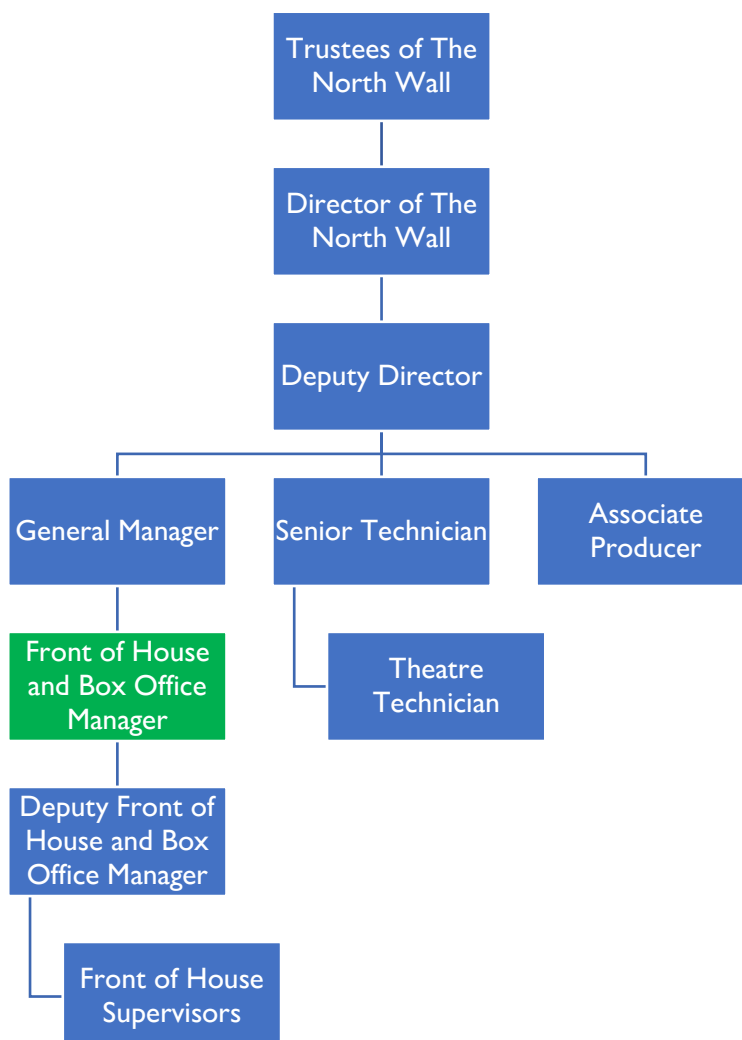 Trustees of The
North Wall
Director of The
North Wall
Deputy Director
General Manager
Senior Technician
Associate
Producer
Front of House
and Box Office
Manager
Theatre
Technician
Deputy Front of
House and Box
Office Manager
Front of House
Supervisors